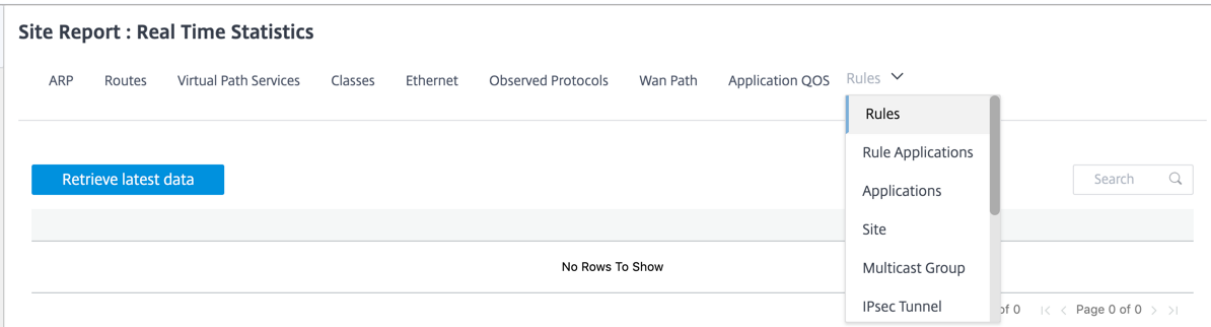 Site Report : Real Time Statistics
ARP Routes Virtual Path Services Classes Ethernet Observed Protocols Wan Path Application QOS Rules
Rules
Rule Applications
Applications
Site
Multicast Group
IPsec Tunnel
Retrieve latest data
Search
No Rows To Show
of 0 Page 0 of 0